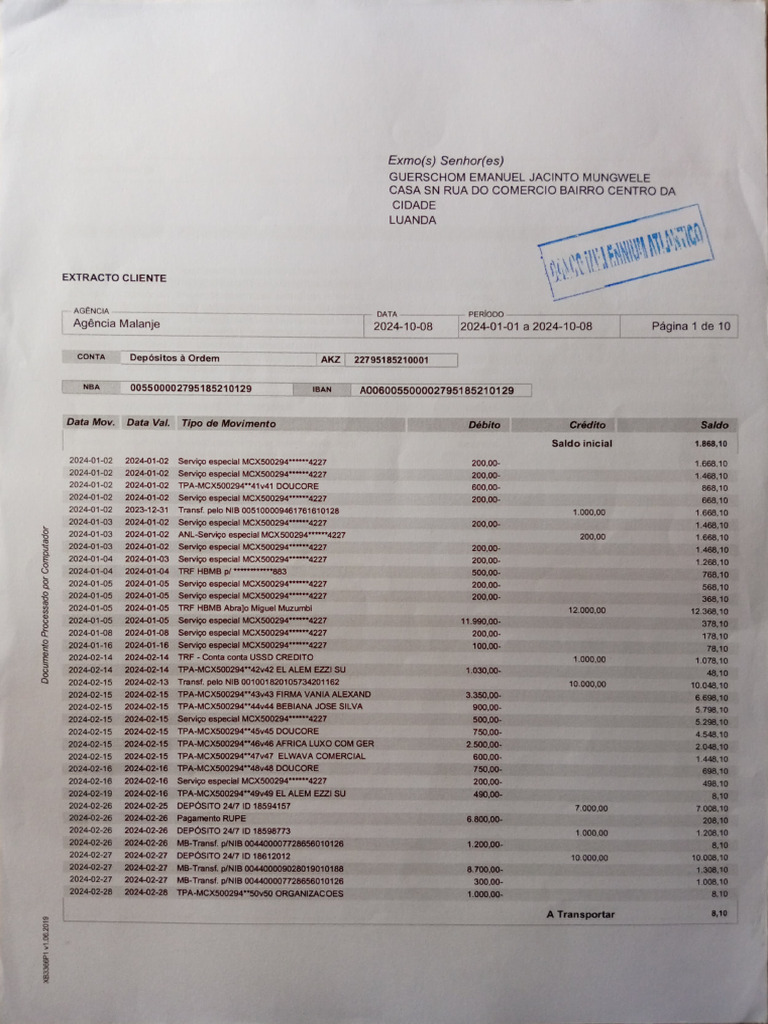 Exmo(s) Senhor(es)
GUERSCHOM EMANUEL JACINTO MUNGWELE
CASA SN RUA DO COMERCIO BAIRRO CENTRO DA
CIDADE
LUANDA
BANCO MILLENNIUM ATLANTICO
EXTRACTO CLIENTE
AGÊNCIA DATA PERÍODO
Agência Malanje 2024-10-08 2024-01-01 a 2024-10-08 Página 1 de 10
CONTA Depósitos à Ordem AKZ 22795185210001
NBA 005500002795185210129 IBAN AO06005500002795185210129
Data Mov. Data Val. Tipo de Movimento Débito Crédito Saldo
Saldo inicial 1.868,10
2024-01-02 2024-01-02 Serviço especial MCX500294******4227 200,00- 1.668,10
2024-01-02 2024-01-02 Serviço especial MCX500294******4227 200,00- 1.468,10
2024-01-02 2024-01-02 TPA-MCX500294**41v41 DOUCORE 600,00- 868,10
2024-01-02 2024-01-02 Serviço especial MCX500294******4227 200,00- 668,10
2024-01-02 2023-12-31 Transf. pelo NIB 005100009461761610128 1.000,00 1.668,10
2024-01-03 2024-01-03 Serviço especial MCX500294******4227 200,00- 1.468,10
2024-01-03 2024-01-03 ANL-Serviço especial MCX500294******4227 200,00 1.668,10
2024-01-03 2024-01-03 Serviço especial MCX500294******4227 200,00- 1.468,10
2024-01-04 2024-01-03 Serviço especial MCX500294******4227 200,00- 1.268,10
2024-01-04 2024-01-04 TRF HBMB p/ ************883 500,00- 768,10
2024-01-05 2024-01-05 Serviço especial MCX500294******4227 200,00- 568,10
2024-01-05 2024-01-05 Serviço especial MCX500294******4227 200,00- 368,10
2024-01-05 2024-01-05 TRF HBMB Abra]o Miguel Muzumbi 12.000,00 12.368,10
2024-01-05 2024-01-05 Serviço especial MCX500294******4227 11.990,00- 378,10
2024-01-08 2024-01-08 Serviço especial MCX500294******4227 200,00- 178,10
2024-01-16 2024-01-16 Serviço especial MCX500294******4227 100,00- 78,10
2024-02-14 2024-02-14 TRF - Conta conta USSD CREDITO 1.000,00 1.078,10
2024-02-14 2024-02-14 TPA-MCX500294**42v42 EL ALEM EZZI SU 1.030,00- 48,10
2024-02-15 2024-02-13 Transf. pelo NIB 001001820105734201162 10.000,00 10.048,10
2024-02-15 2024-02-15 TPA-MCX500294**43v43 FIRMA VANIA ALEXAND 3.350,00- 6.698,10
2024-02-15 2024-02-15 TPA-MCX500294**44v44 BEBIANA JOSE SILVA 900,00- 5.798,10
2024-02-15 2024-02-15 Serviço especial MCX500294******4227 500,00- 5.298,10
2024-02-15 2024-02-15 TPA-MCX500294**45v45 DOUCORE 750,00- 4.548,10
2024-02-15 2024-02-15 TPA-MCX500294**46v46 AFRICA LUXO COM GER 2.500,00- 2.048,10
2024-02-15 2024-02-15 TPA-MCX500294**47v47 ELWAVA COMERCIAL 600,00- 1.448,10
2024-02-16 2024-02-16 TPA-MCX500294**48v48 DOUCORE 750,00- 698,10
2024-02-16 2024-02-16 Serviço especial MCX500294******4227 200,00- 498,10
2024-02-19 2024-02-16 TPA-MCX500294**49v49 EL ALEM EZZI SU 490,00- 8,10
2024-02-26 2024-02-25 DEPÓSITO 24/7 ID 18594157 7.000,00 7.008,10
2024-02-26 2024-02-26 Pagamento RUPE 6.800,00- 208,10
2024-02-26 2024-02-26 DEPÓSITO 24/7 ID 18598773 1.000,00 1.208,10
2024-02-26 2024-02-26 MB-Transf. p/NIB 004400007728656010126 1.200,00- 8,10
2024-02-27 2024-02-27 DEPÓSITO 24/7 ID 18612012 10.000,00 10.008,10
2024-02-27 2024-02-27 MB-Transf. p/NIB 004400009028019010188 8.700,00- 1.308,10
2024-02-27 2024-02-27 MB-Transf. p/NIB 004400007728656010126 300,00- 1.008,10
2024-02-28 2024-02-28 TPA-MCX500294**50v50 ORGANIZACOES 1.000,00- 8,10
A Transportar 8,10
Documento Processado por Computador
XB3366P1 v1.06.2019